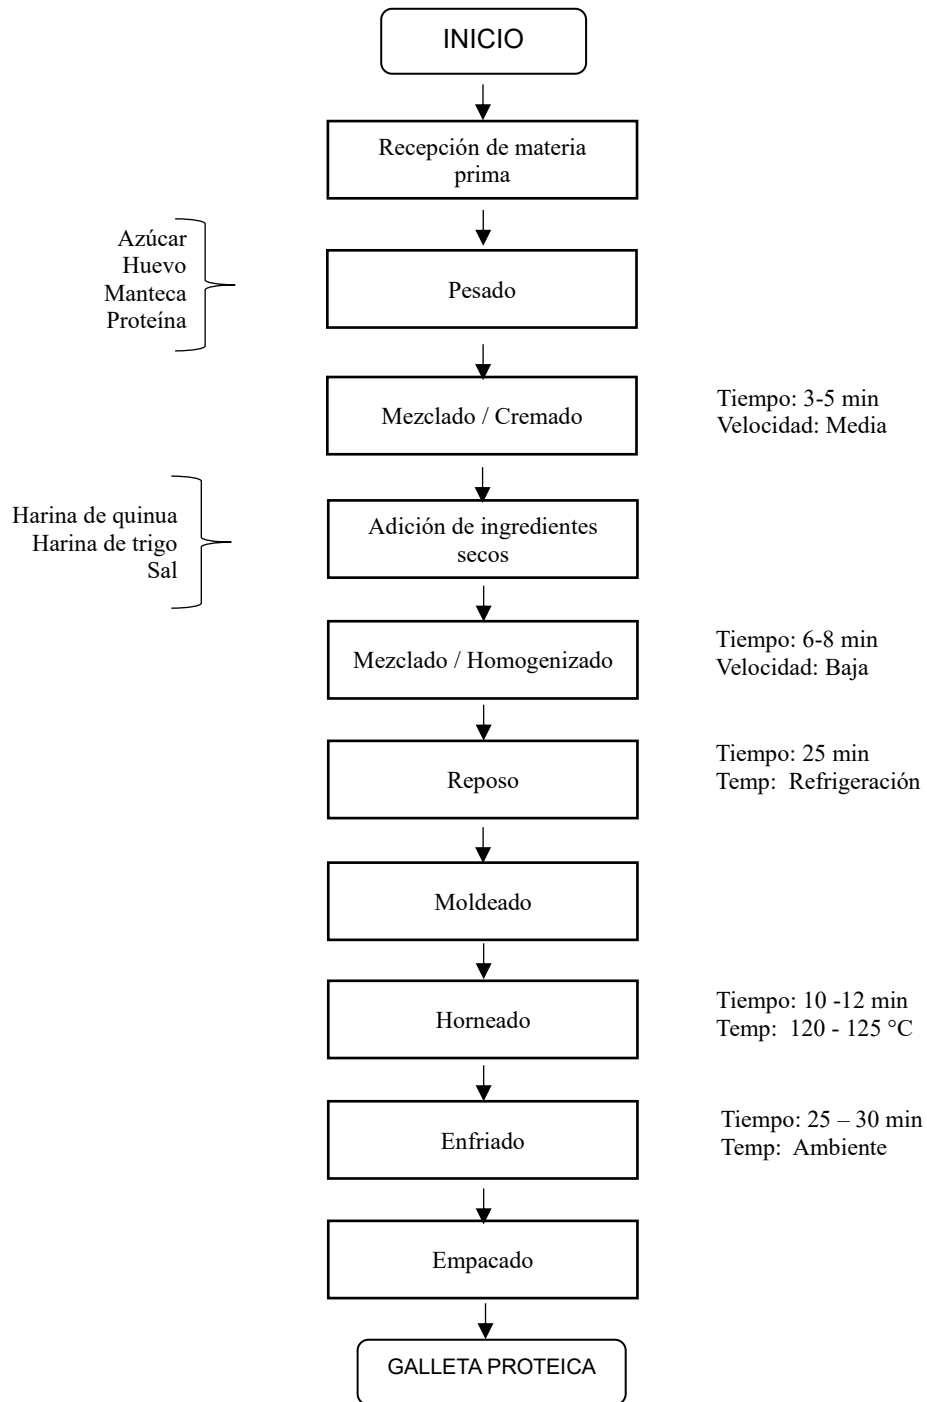 INICIO
Recepción de materia
prima
Azúcar
Huevo
Manteca
Proteína
Pesado
Mezclado / Cremado
Tiempo: 3-5 min
Velocidad: Media
Harina de quinua
Harina de trigo
Sal
Adición de ingredientes
secos
Mezclado / Homogenizado
Tiempo: 6-8 min
Velocidad: Baja
Reposo
Tiempo: 25 min
Temp: Refrigeración
Moldeado
Horneado
Tiempo: 10 -12 min
Temp: 120 - 125 °C
Enfriado
Tiempo: 25 – 30 min
Temp: Ambiente
Empacado
GALLETA PROTEICA